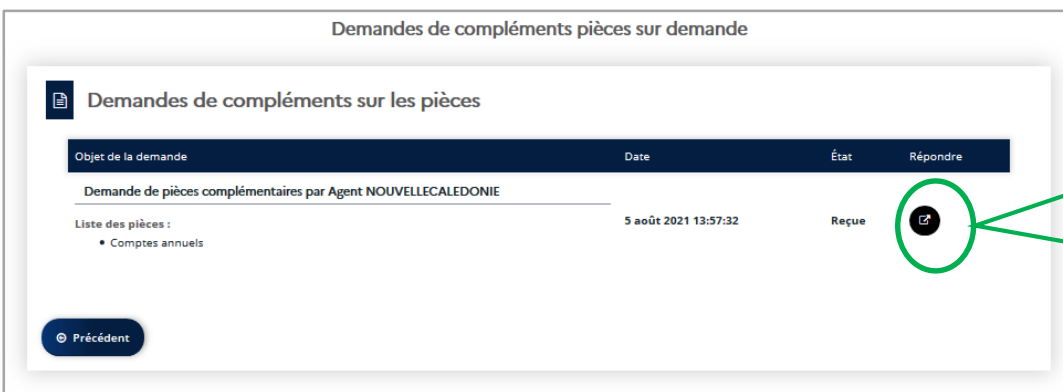 Demandes de compléments pièces sur demande
Demandes de compléments sur les pièces
Objet de la demande Date État Répondre
Demande de pièces complémentaires par Agent NOUVELLECALEDONIE
Liste des pièces : 5 août 2021 13:57:32 Reçue
• Comptes annuels
Précédent